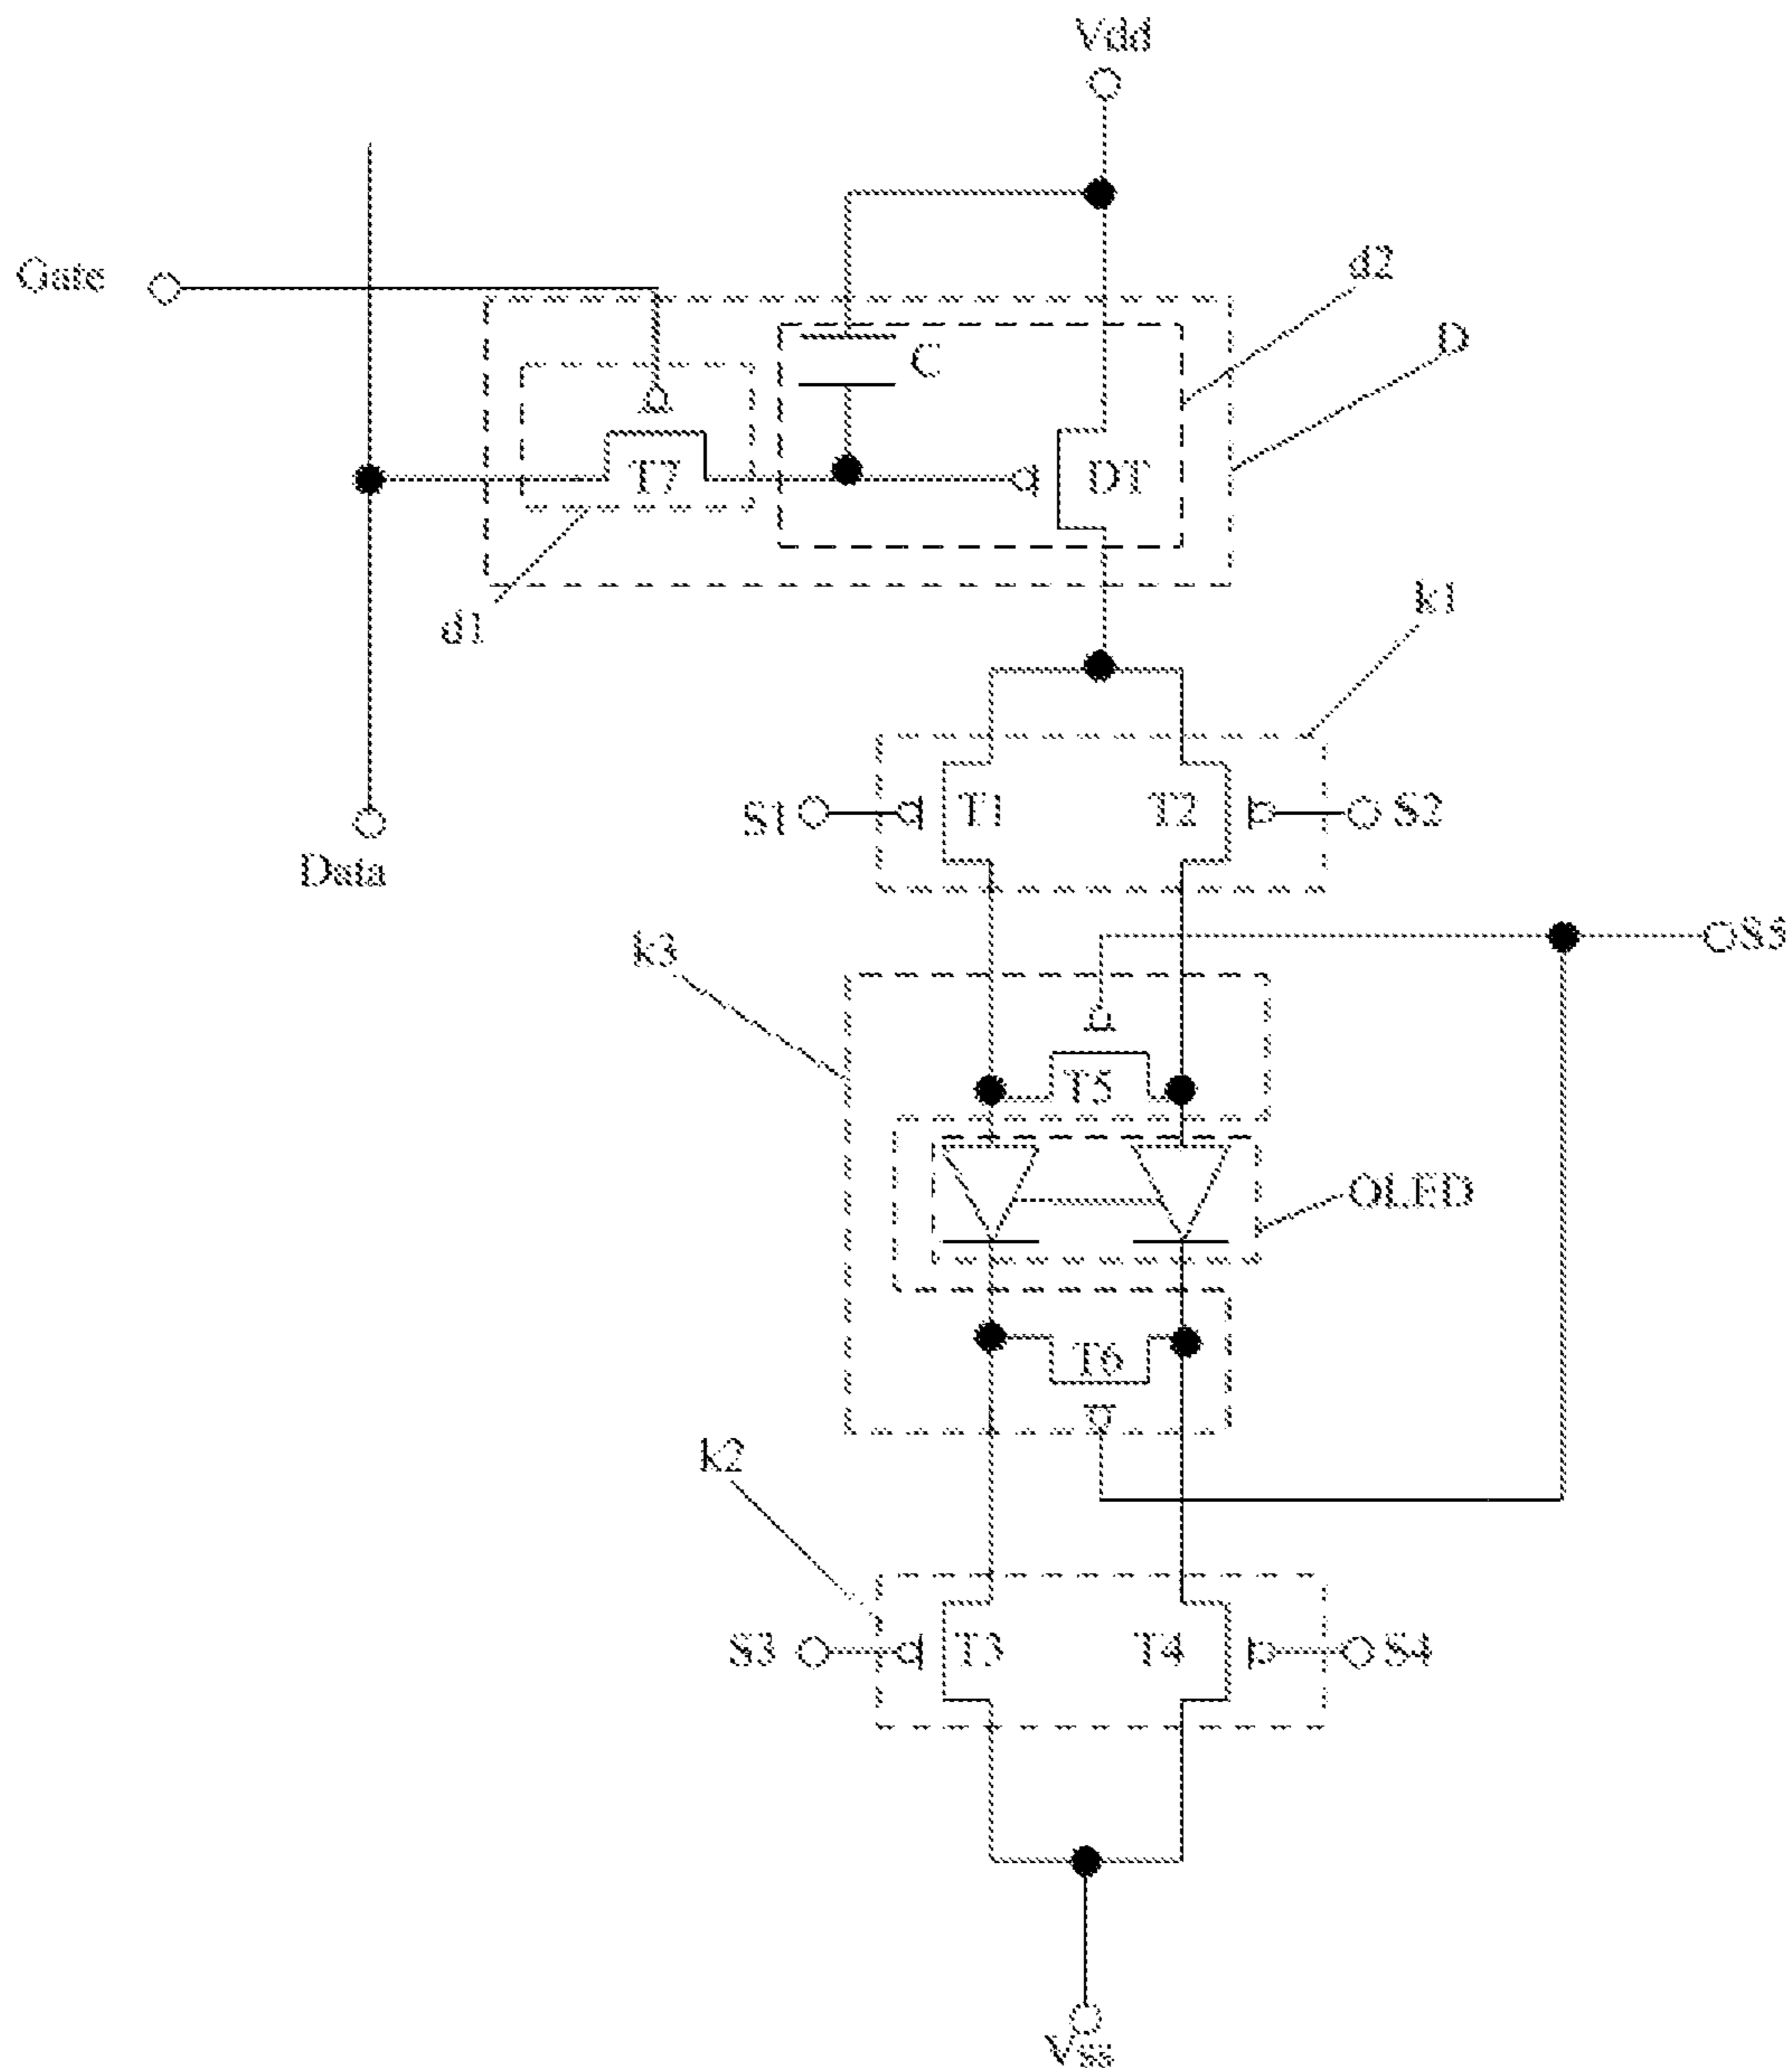 Vdd
Gate
d2
D
C
T7
DT
d1
k1
S1
T1
T2
S2
Data
k3
S5
T5
OLED
T6
k2
S3
T3
T4
S4
Vss